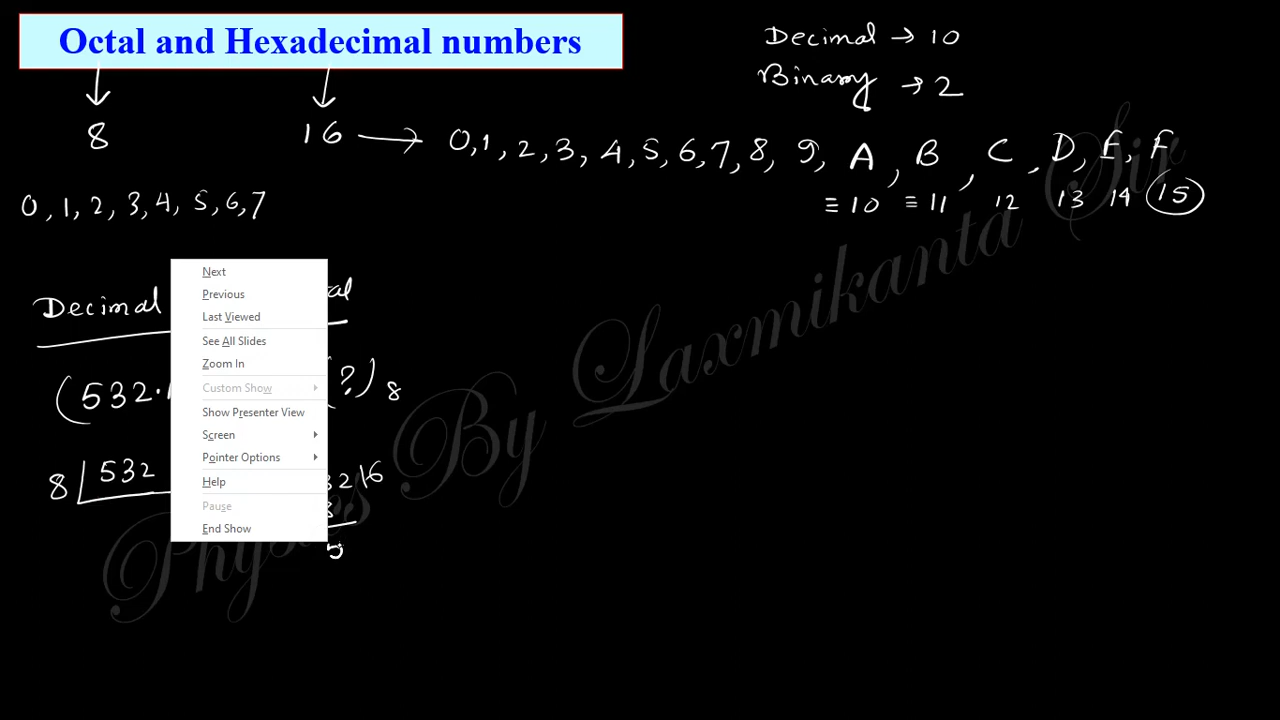 Octal and Hexadecimal numbers
Decimal → 10
Binary → 2
8
16 → 0,1, 2, 3, 4, 5, 6, 7, 8, 9, A, B, C, D, E, F
≡ 10 ≡ 11 12 13 14 15
0, 1, 2, 3, 4, 5, 6, 7
Next
Previous
Last Viewed
See All Slides
Zoom In
Custom Show
Show Presenter View
Screen
Pointer Options
Help
Pause
End Show
Decimal al
(532. ?)8
8 532
5
Physics By Laxmikanta Sir